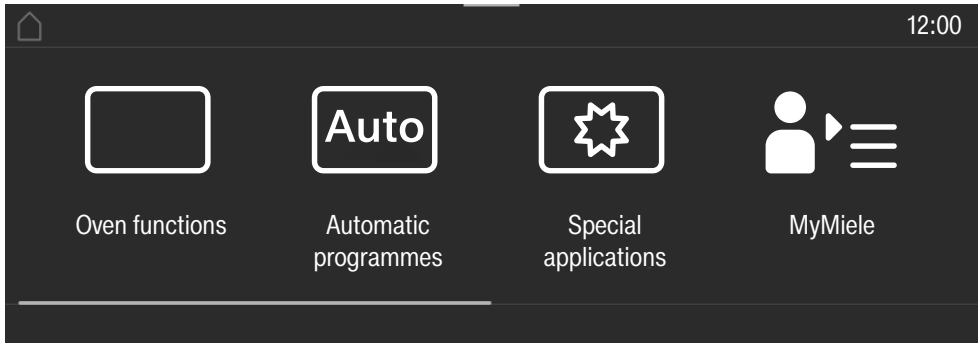 12:00
Auto
Oven functions
Automatic
programmes
Special
applications
MyMiele